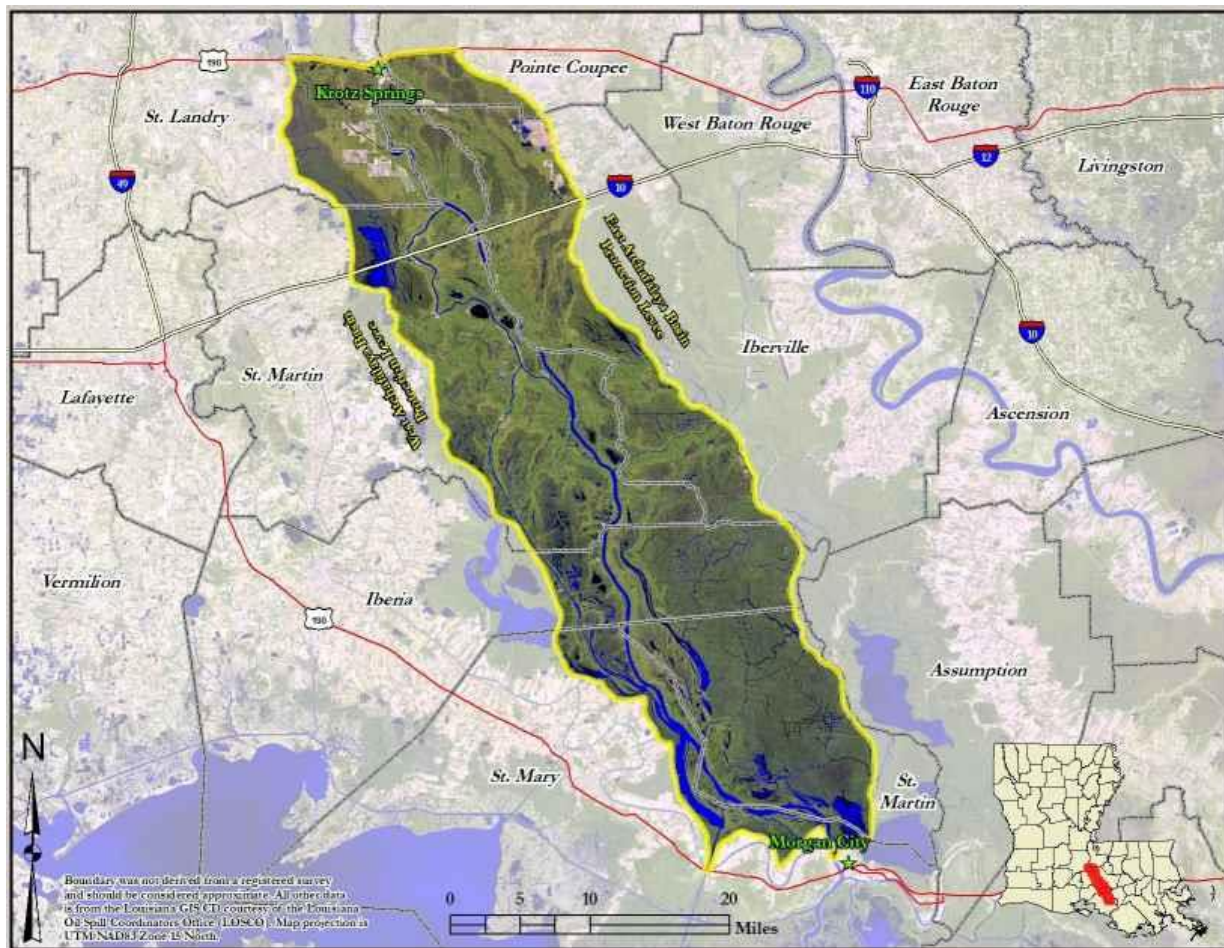 190
Pointe Coupee
110
East Baton
Rouge
Krotz Springs
St. Landry
West Baton Rouge
12
Livingston
49
10
East Atchafalaya Basin
Protection Levee
West Atchafalaya Basin
Protection Levee
10
Iberville
St. Martin
Lafayette
Ascension
Vermilion
Iberia
190
Assumption
N
St. Mary
St.
Martin
Morgan City
Boundary was not derived from a registered survey
and should be considered approximate. All other data
is from the Louisiana GIS CD courtesy of the Louisiana
Oil Spill Coordinators Office (LOSCO). Map projection is
UTM NAD83 Zone 15 North.
0 5 10 20
Miles